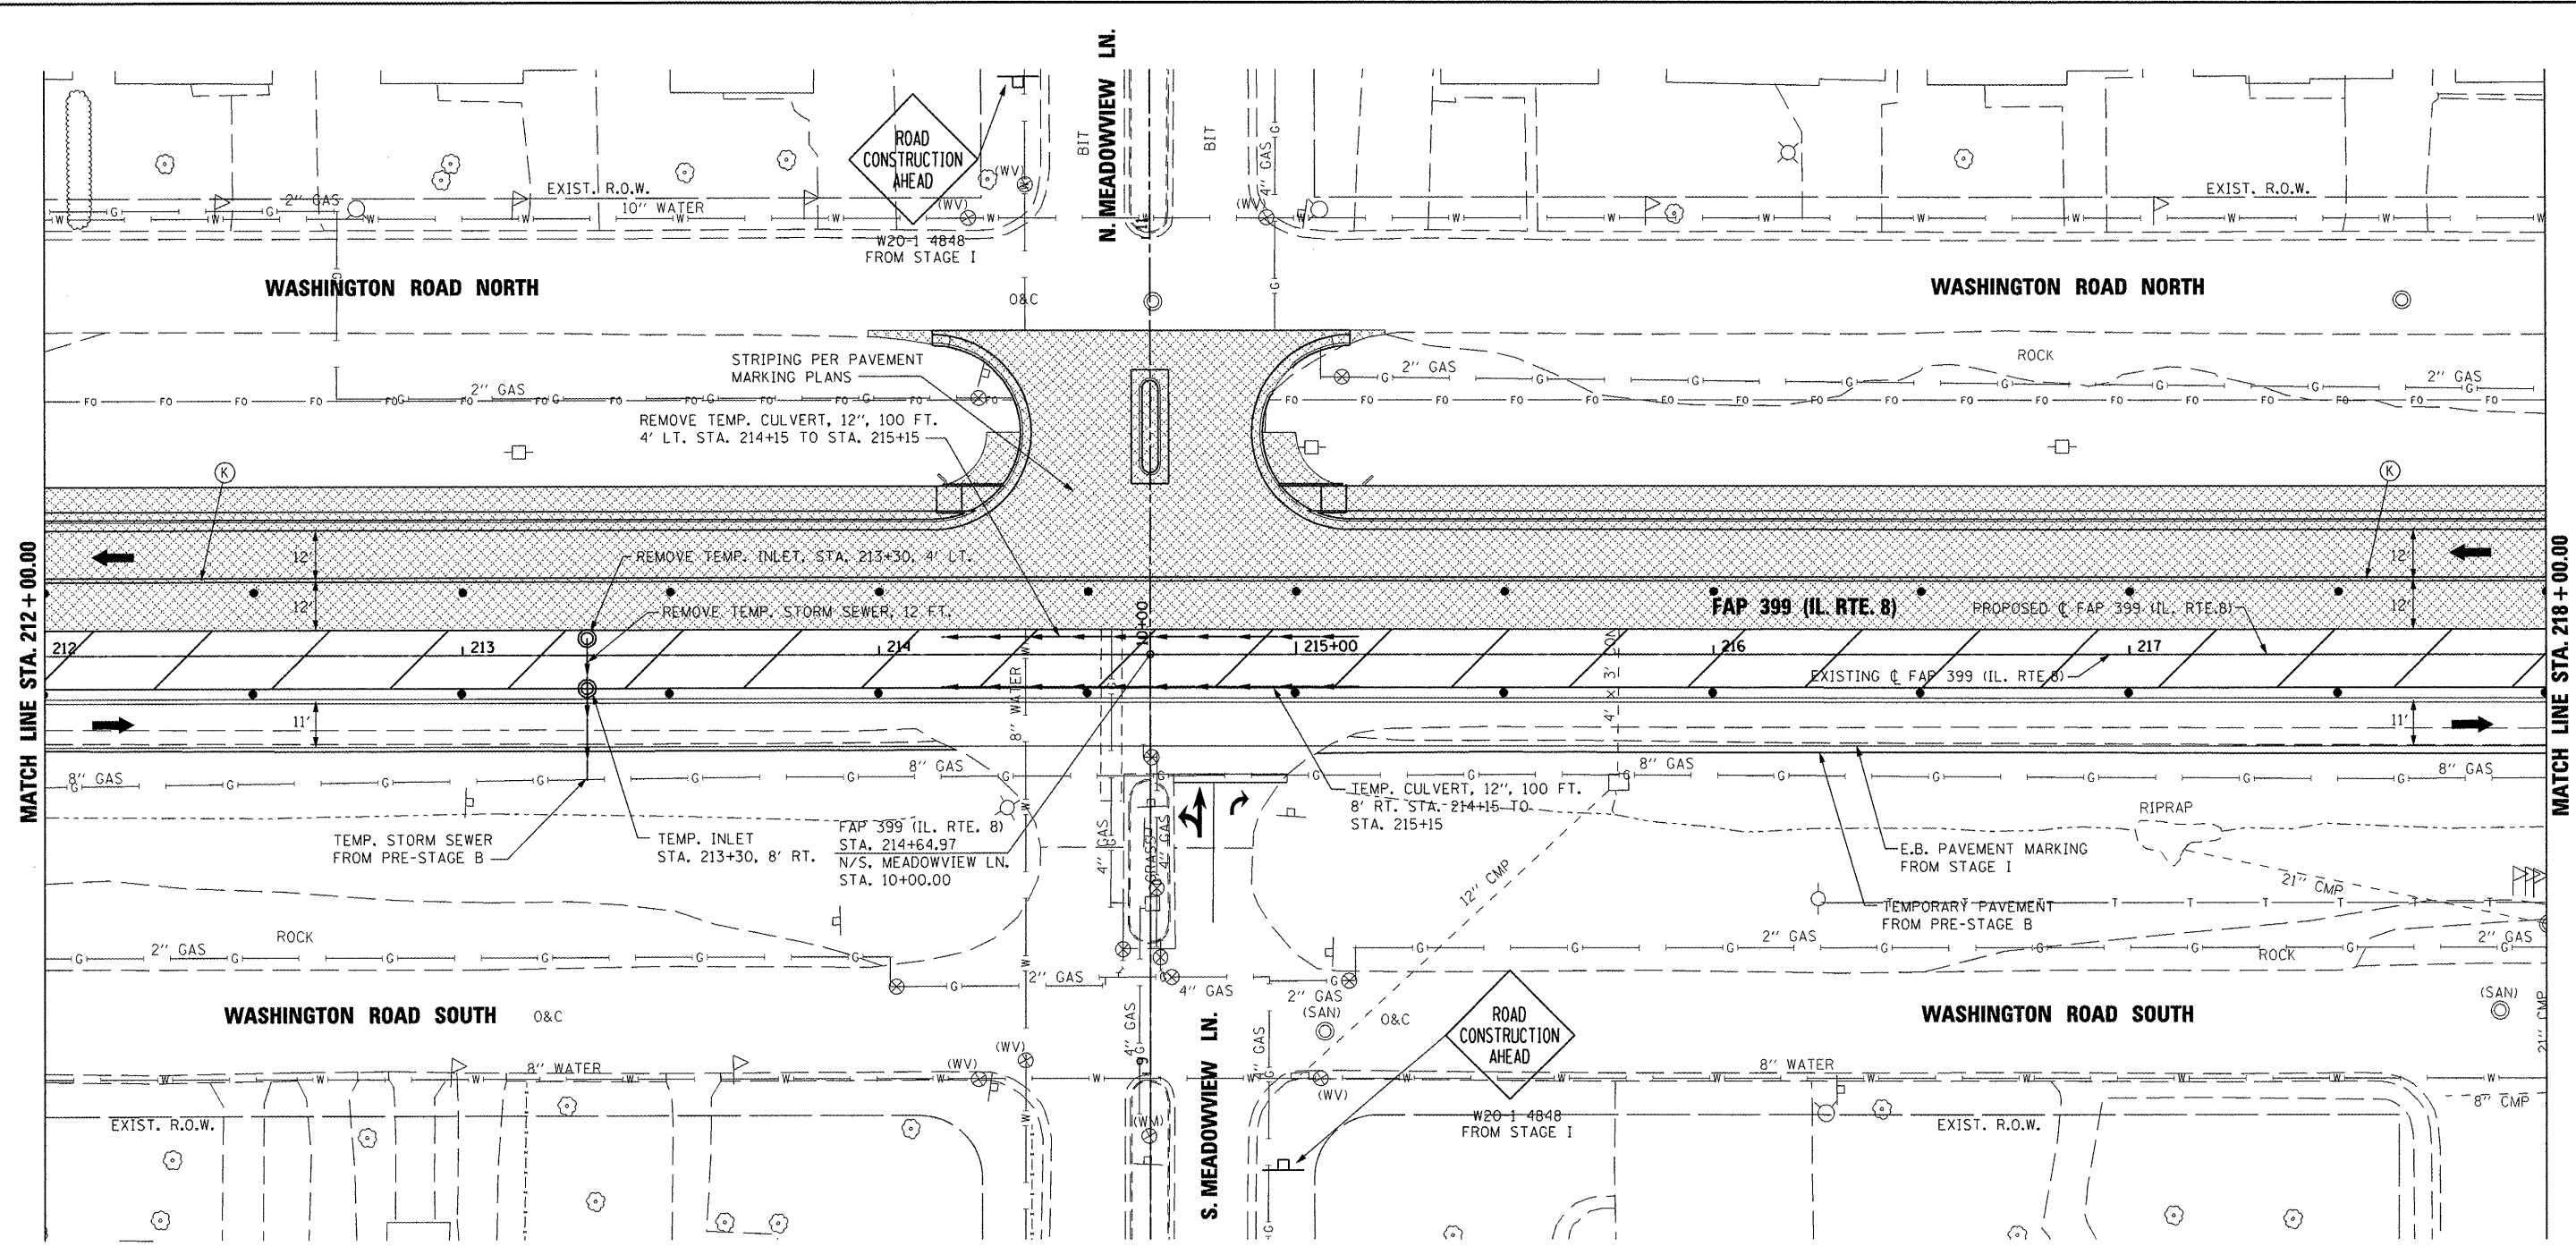 N. MEADOWVIEW LN.
BIT
BIT
ROAD
CONSTRUCTION
AHEAD
(WV)
4" GAS
EXIST. R.O.W.
EXIST. R.O.W.
2" GAS
10" WATER
(WV)
(WV)
11
W20-1 4848
FROM STAGE I
WASHINGTON ROAD NORTH
WASHINGTON ROAD NORTH
O&C
STRIPING PER PAVEMENT
MARKING PLANS
ROCK
2" GAS
2" GAS
2" GAS
REMOVE TEMP. CULVERT, 12", 100 FT.
4' LT. STA. 214+15 TO STA. 215+15
K
K
MATCH LINE STA. 212 + 00.00
MATCH LINE STA. 218 + 00.00
12'
REMOVE TEMP. INLET, STA. 213+30, 4' LT.
12'
12'
REMOVE TEMP. STORM SEWER, 12 FT.
10+00
FAP 399 (IL. RTE. 8)
PROPOSED ℄ FAP 399 (IL. RTE.8)
12'
212
213
214
215+00
216
217
EXISTING ℄ FAP 399 (IL. RTE.8)
8" WATER
11'
11'
8" GAS
8" GAS
8" GAS
8" GAS
TEMP. CULVERT, 12", 100 FT.
8' RT. STA. 214+15 TO
STA. 215+15
RIPRAP
TEMP. STORM SEWER
FROM PRE-STAGE B
TEMP. INLET
STA. 213+30, 8' RT.
FAP 399 (IL. RTE. 8)
STA. 214+64.97
N/S. MEADOWVIEW LN.
STA. 10+00.00
4" GAS
GRASS
4" GAS
E.B. PAVEMENT MARKING
FROM STAGE I
12" CMP
21" CMP
TEMPORARY PAVEMENT
FROM PRE-STAGE B
ROCK
2" GAS
2" GAS
2" GAS
ROCK
2" GAS
4" GAS
2" GAS
(SAN)
O&C
(SAN)
WASHINGTON ROAD SOUTH
O&C
ROAD
CONSTRUCTION
AHEAD
WASHINGTON ROAD SOUTH
21" CMP
S. MEADOWVIEW LN.
4" GAS
4" GAS
9
(WV)
(WV)
8" WATER
8" WATER
(WV)
8" CMP
EXIST. R.O.W.
(WM)
W20-1 4848
FROM STAGE I
EXIST. R.O.W.